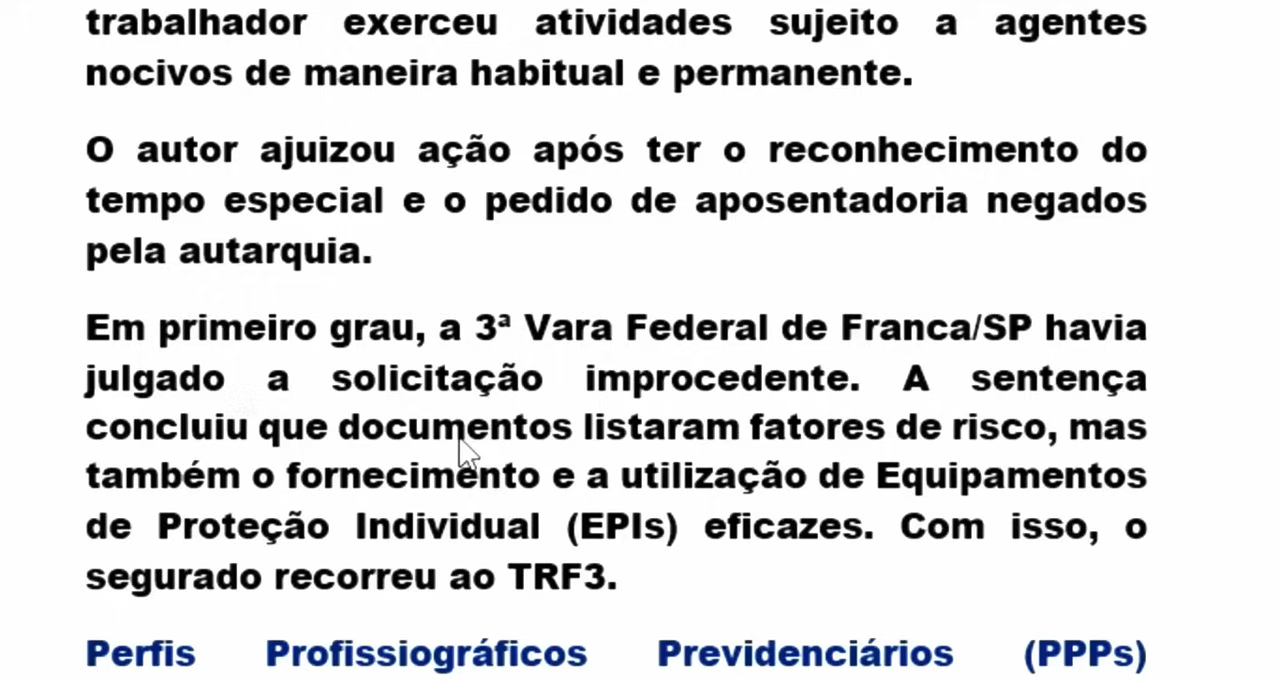 trabalhador exerceu atividades sujeito a agentes
nocivos de maneira habitual e permanente.
O autor ajuizou ação após ter o reconhecimento do
tempo especial e o pedido de aposentadoria negados
pela autarquia.
Em primeiro grau, a 3ª Vara Federal de Franca/SP havia
julgado a solicitação improcedente. A sentença
concluiu que documentos listaram fatores de risco, mas
também o fornecimento e a utilização de Equipamentos
de Proteção Individual (EPIs) eficazes. Com isso, o
segurado recorreu ao TRF3.
Perfis Profissiográficos Previdenciários (PPPs)